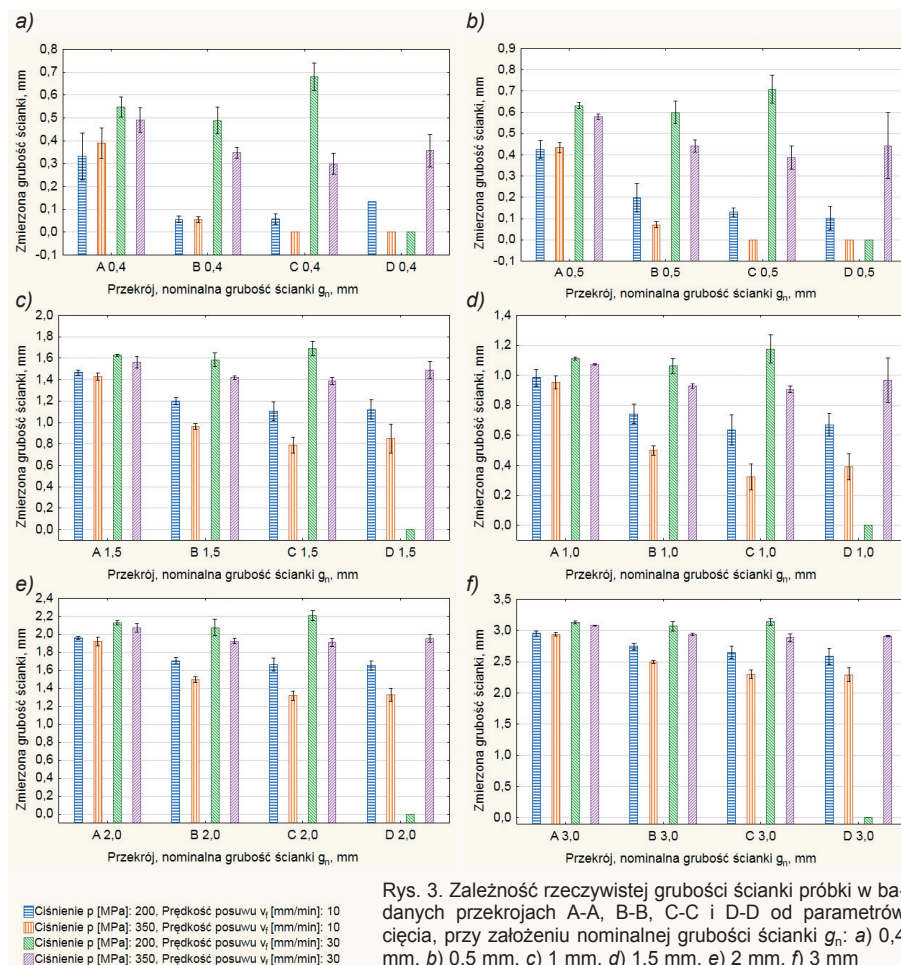 a)
Zmierzona grubość ścianki, mm
0,8
0,7
0,6
0,5
0,4
0,3
0,2
0,1
0,0
-0,1
A 0,4 B 0,4 C 0,4 D 0,4
Przekrój, nominalna grubość ścianki gn, mm
b)
Zmierzona grubość ścianki, mm
0,9
0,8
0,7
0,6
0,5
0,4
0,3
0,2
0,1
0,0
-0,1
A 0,5 B 0,5 C 0,5 D 0,5
Przekrój, nominalna grubość ścianki gn, mm
c)
Zmierzona grubość ścianki, mm
2,0
1,8
1,6
1,4
1,2
1,0
0,8
0,6
0,4
0,2
0,0
A 1,5 B 1,5 C 1,5 D 1,5
Przekrój, nominalna grubość ścianki gn, mm
d)
Zmierzona grubość ścianki, mm
1,4
1,2
1,0
0,8
0,6
0,4
0,2
0,0
A 1,0 B 1,0 C 1,0 D 1,0
Przekrój, nominalna grubość ścianki gn, mm
e)
Zmierzona grubość ścianki, mm
2,4
2,2
2,0
1,8
1,6
1,4
1,2
1,0
0,8
0,6
0,4
0,2
0,0
A 2,0 B 2,0 C 2,0 D 2,0
Przekrój, nominalna grubość ścianki gn, mm
f)
Zmierzona grubość ścianki, mm
3,5
3,0
2,5
2,0
1,5
1,0
0,5
0,0
A 3,0 B 3,0 C 3,0 D 3,0
Przekrój, nominalna grubość ścianki gn, mm
Ciśnienie p [MPa]: 200, Prędkość posuwu vf [mm/min]: 10
Ciśnienie p [MPa]: 350, Prędkość posuwu vf [mm/min]: 10
Ciśnienie p [MPa]: 200, Prędkość posuwu vf [mm/min]: 30
Ciśnienie p [MPa]: 350, Prędkość posuwu vf [mm/min]: 30
Rys. 3. Zależność rzeczywistej grubości ścianki próbki w ba-
danych przekrojach A-A, B-B, C-C i D-D od parametrów
cięcia, przy założeniu nominalnej grubości ścianki gn: a) 0,4
mm, b) 0,5 mm, c) 1 mm, d) 1,5 mm, e) 2 mm, f) 3 mm